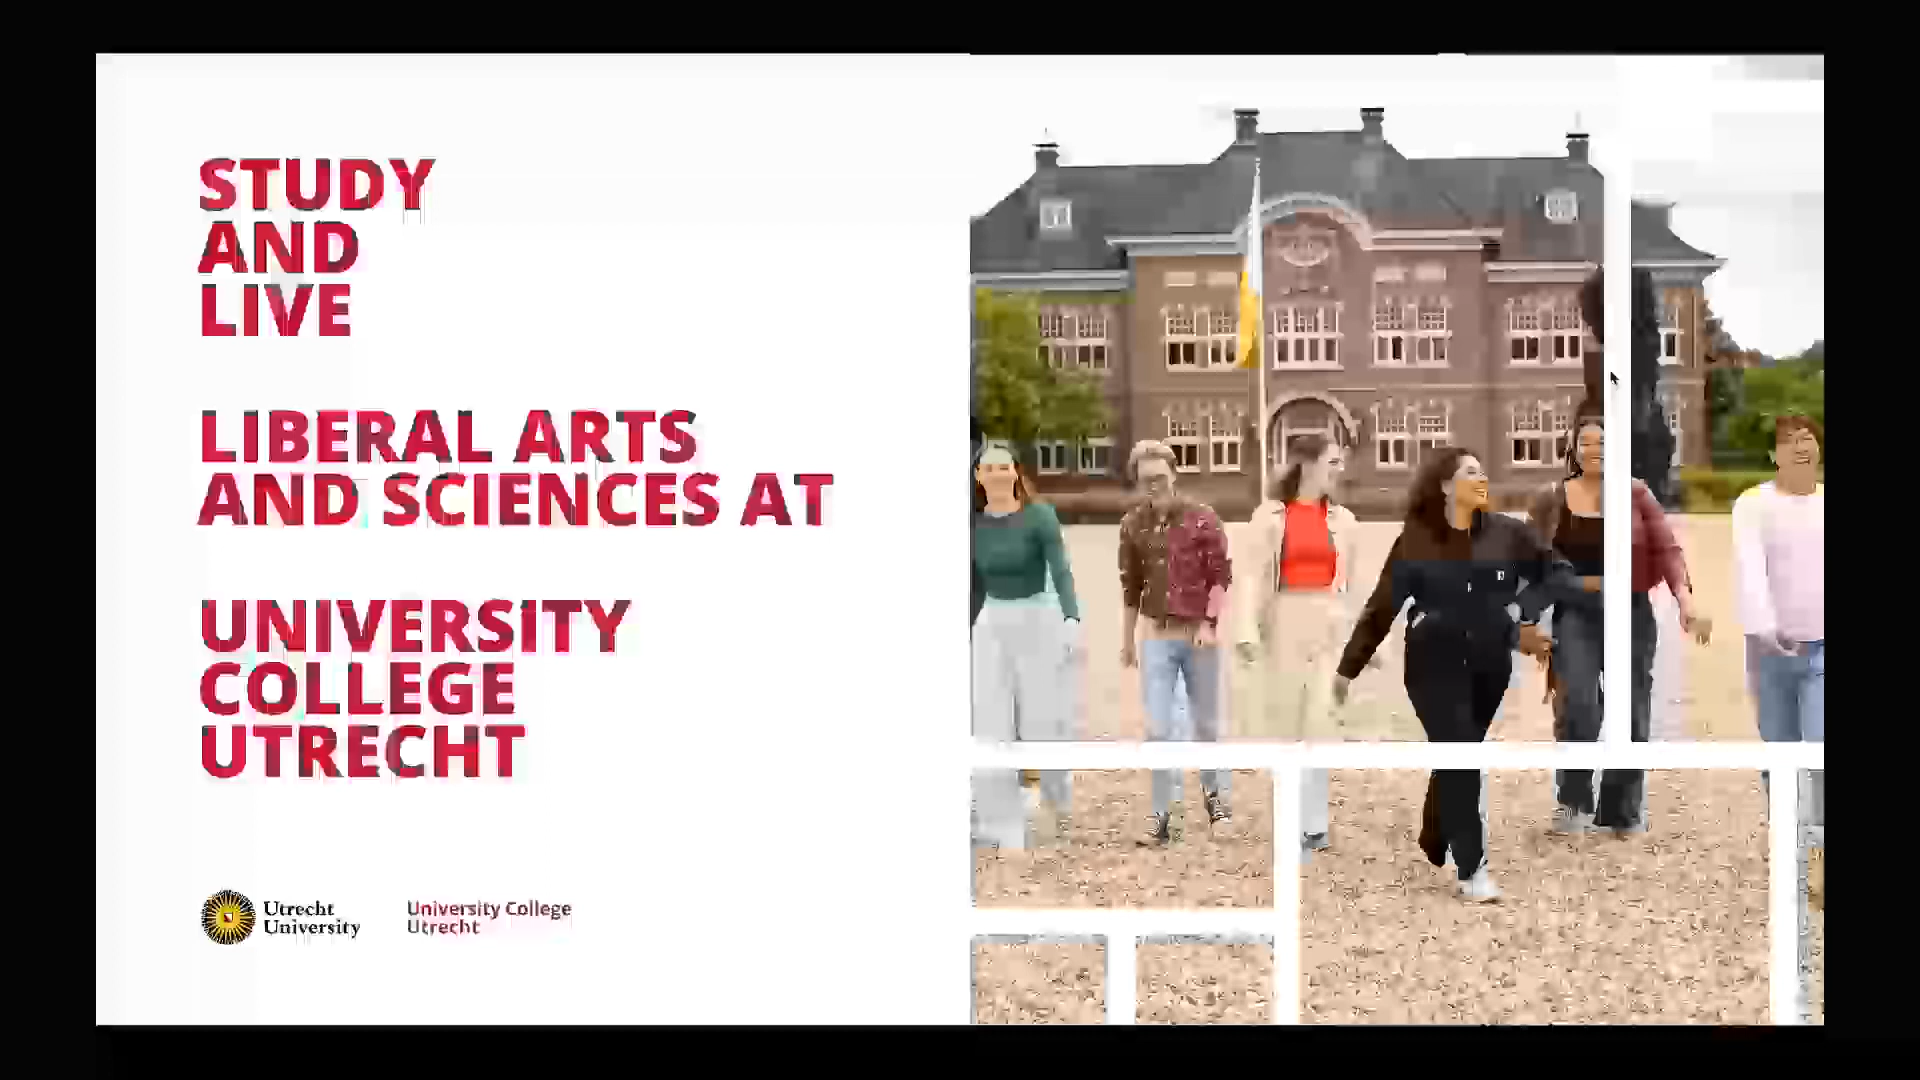 STUDY
AND
LIVE
LIBERAL ARTS
AND SCIENCES AT
UNIVERSITY
COLLEGE
UTRECHT
Utrecht
University
University College
Utrecht